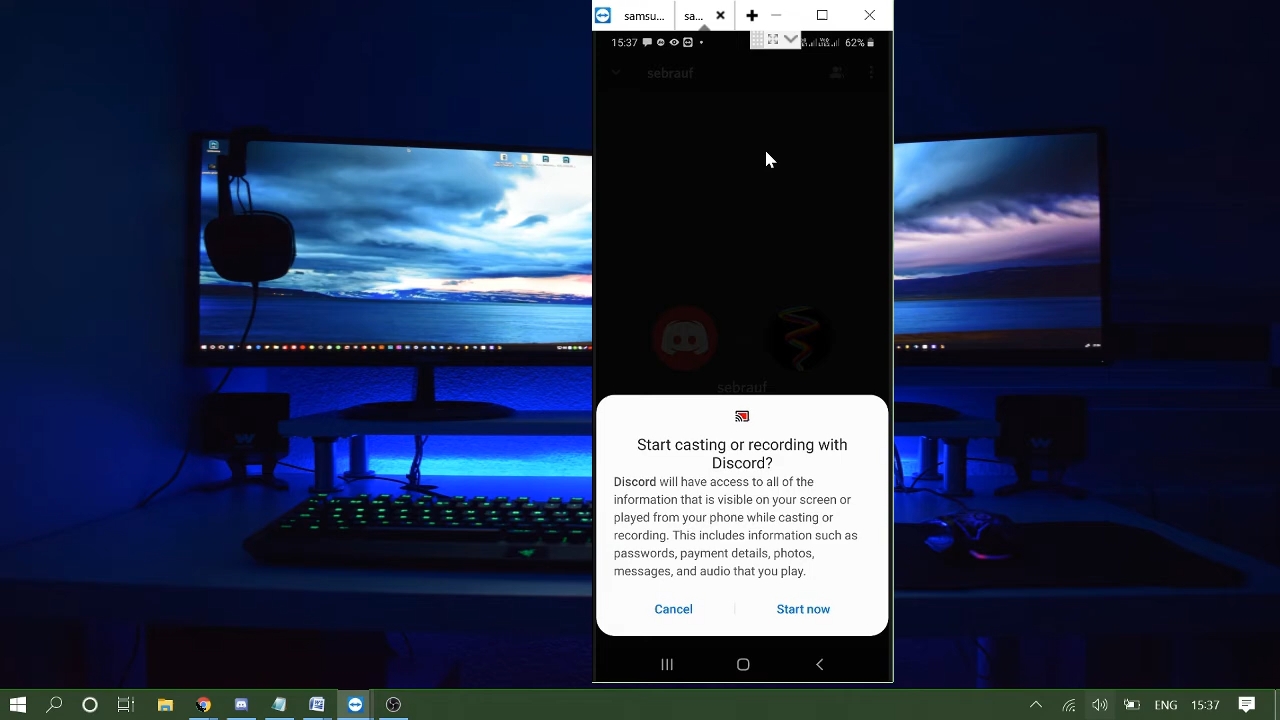 samsu...
sa...
15:37
62%
sebrauf
sebrauf
Start casting or recording with
Discord?
Discord will have access to all of the
information that is visible on your screen or
played from your phone while casting or
recording. This includes information such as
passwords, payment details, photos,
messages, and audio that you play.
Cancel
Start now
ENG
15:37